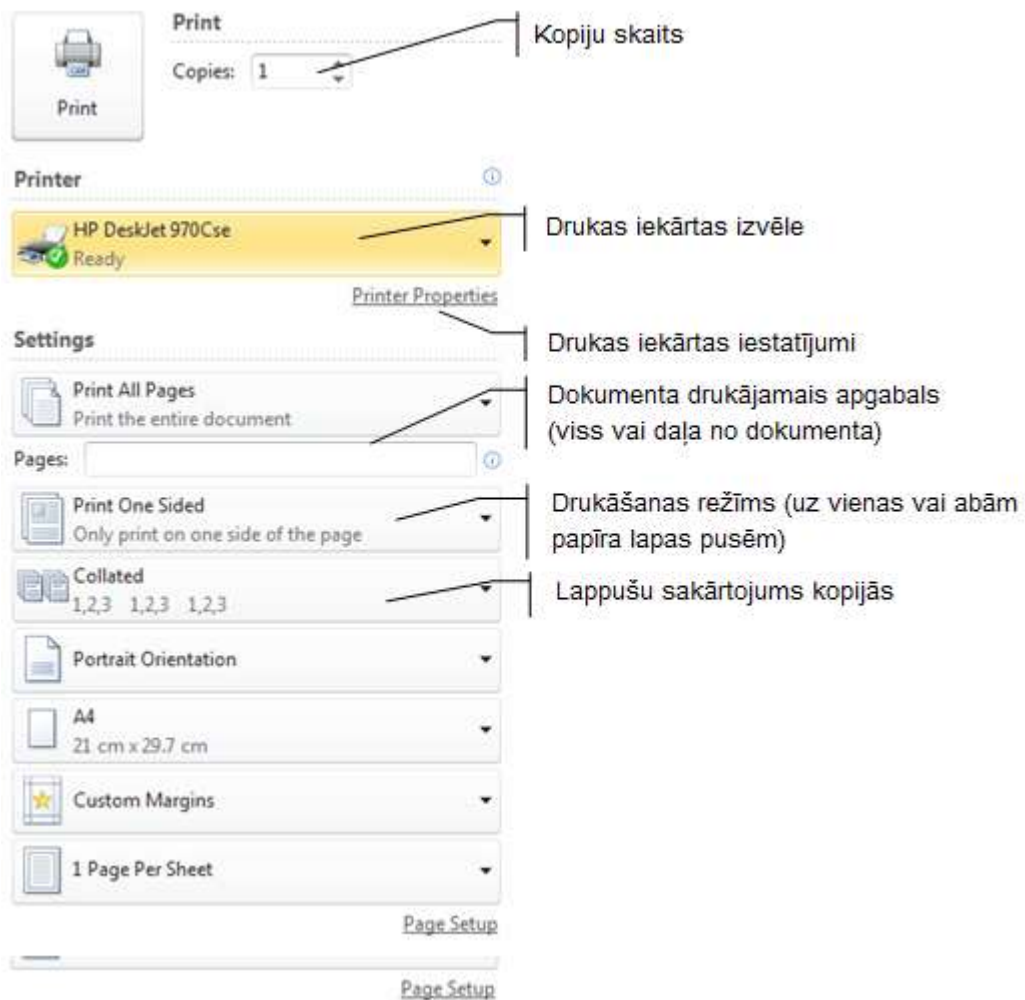 Print
Kopiju skaits
Copies: 1
Print
Printer
HP DeskJet 970Cse
Ready
Drukas iekārtas izvēle
Printer Properties
Settings
Drukas iekārtas iestatījumi
Print All Pages
Print the entire document
Dokumenta drukājamais apgabals
(viss vai daļa no dokumenta)
Pages:
Print One Sided
Only print on one side of the page
Drukāšanas režīms (uz vienas vai abām
papīra lapas pusēm)
Collated
1,2,3 1,2,3 1,2,3
Lappušu sakārtojums kopijās
Portrait Orientation
A4
21 cm x 29.7 cm
Custom Margins
1 Page Per Sheet
Page Setup
Page Setup